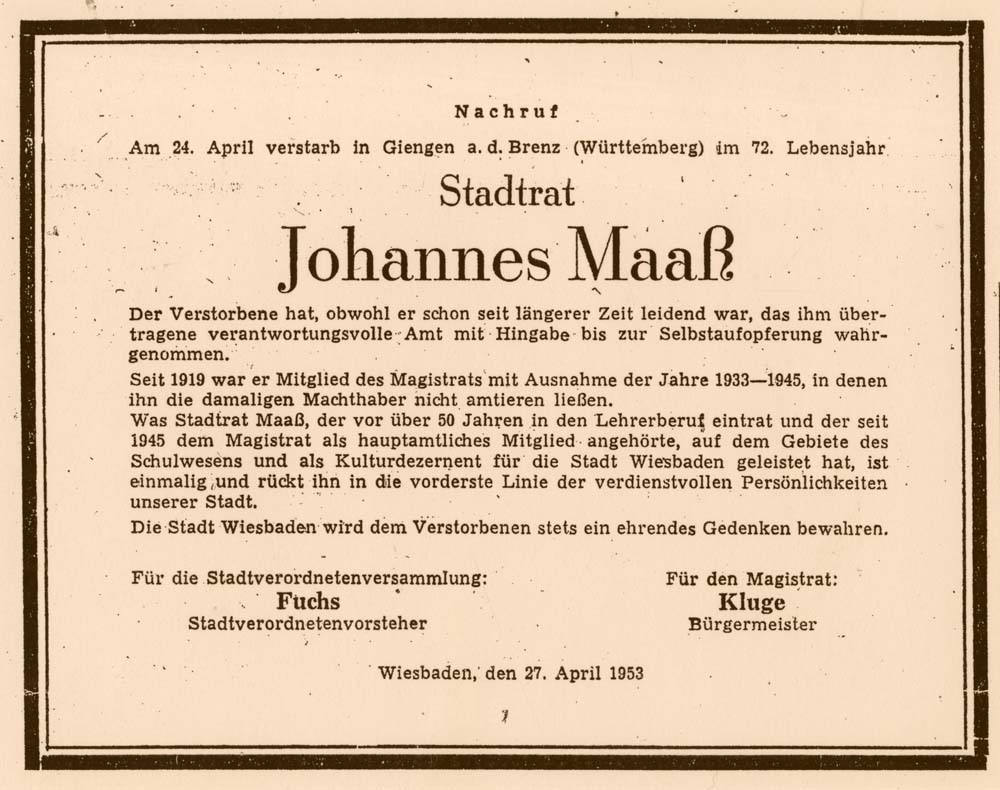 Nachruf
Am 24. April verstarb in Giengen a. d. Brenz (Württemberg) im 72. Lebensjahr
Stadtrat
Johannes Maaß
Der Verstorbene hat, obwohl er schon seit längerer Zeit leidend war, das ihm über-
tragene verantwortungsvolle Amt mit Hingabe bis zur Selbstaufopferung wahr-
genommen.
Seit 1919 war er Mitglied des Magistrats mit Ausnahme der Jahre 1933—1945, in denen
ihn die damaligen Machthaber nicht amtieren ließen.
Was Stadtrat Maaß, der vor über 50 Jahren in den Lehrerberuf eintrat und der seit
1945 dem Magistrat als hauptamtliches Mitglied angehörte, auf dem Gebiete des
Schulwesens und als Kulturdezernent für die Stadt Wiesbaden geleistet hat, ist
einmalig und rückt ihn in die vorderste Linie der verdienstvollen Persönlichkeiten
unserer Stadt.
Die Stadt Wiesbaden wird dem Verstorbenen stets ein ehrendes Gedenken bewahren.
Für die Stadtverordnetenversammlung:
Fuchs
Stadtverordnetenvorsteher
Für den Magistrat:
Kluge
Bürgermeister
Wiesbaden, den 27. April 1953